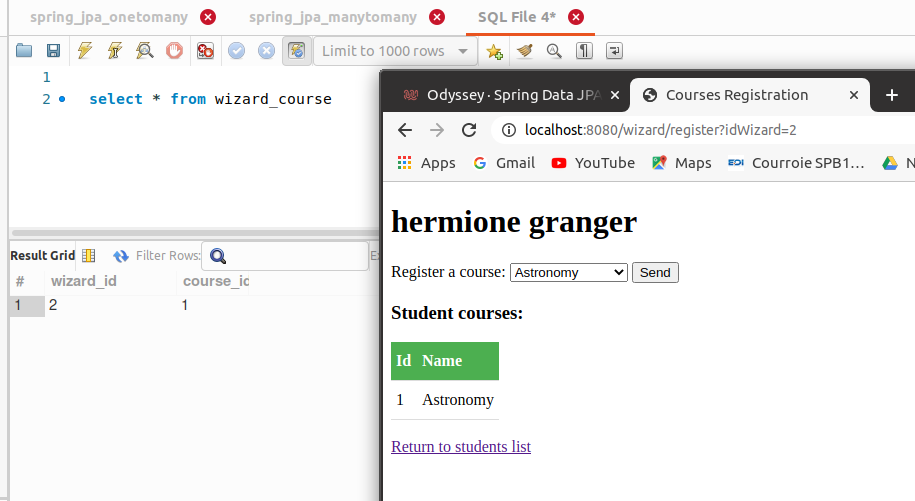 spring_jpa_onetomany spring_jpa_manytomany SQL File 4*
Limit to 1000 rows
1
2 select * from wizard_course
Result Grid Filter Rows: Ex
# wizard_id course_id
1 2 1
Odyssey · Spring Data JPA Courses Registration
localhost:8080/wizard/register?idWizard=2
Apps Gmail YouTube Maps EDI Courroie SPB1… N
hermione granger
Register a course: Astronomy Send
Student courses:
Id Name
1 Astronomy
Return to students list